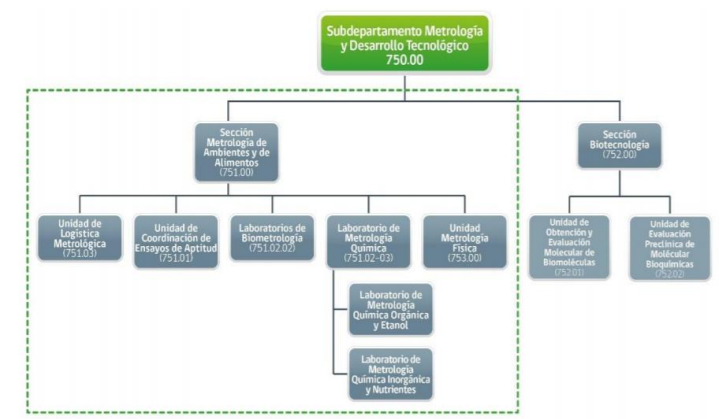 Subdepartamento Metrología
y Desarrollo Tecnológico
750.00
Sección
Metrología de
Ambientes y de
Alimentos
(751.00)
Sección
Biotecnología
(752.00)
Unidad de
Logística
Metrológica
(751.03)
Unidad de
Coordinación de
Ensayos de Aptitud
(751.01)
Laboratorios de
Biometrología
(751.02.02)
Laboratorio de
Metrología
Química
(751.02-03)
Unidad
Metrología
Física
(753.00)
Unidad de
Obtención y
Evaluación
Molecular de
Biomoléculas
(752.01)
Unidad de
Evaluación
Preclínica de
Molécular
Bioquímicas
(752.02)
Laboratorio de
Metrología
Química Orgánica
y Etanol
Laboratorio de
Metrología
Química Inorgánica
y Nutrientes